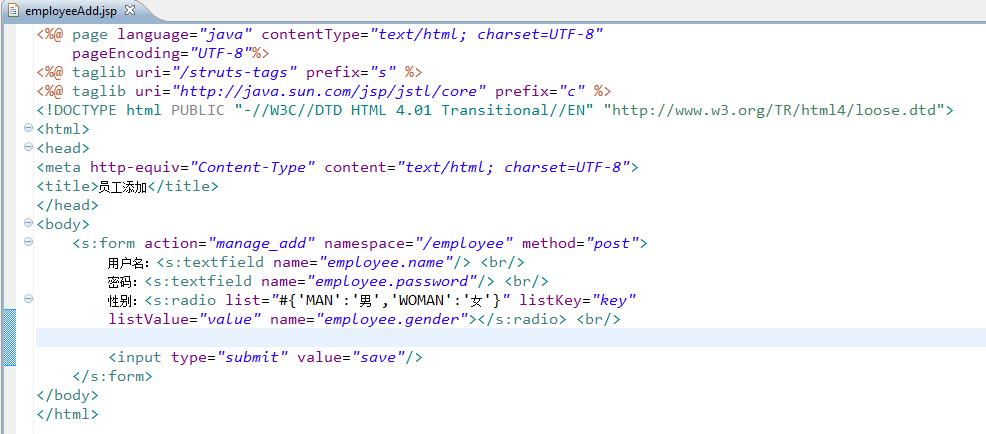 employeeAdd.jsp
<%@ page language="java" contentType="text/html; charset=UTF-8"
pageEncoding="UTF-8"%>
<%@ taglib uri="/struts-tags" prefix="s" %>
<%@ taglib uri="http://java.sun.com/jsp/jstl/core" prefix="c" %>
<!DOCTYPE html PUBLIC "-//W3C//DTD HTML 4.01 Transitional//EN" "http://www.w3.org/TR/html4/loose.dtd">
<html>
<head>
<meta http-equiv="Content-Type" content="text/html; charset=UTF-8">
<title>员工添加</title>
</head>
<body>
<s:form action="manage_add" namespace="/employee" method="post">
用户名：<s:textfield name="employee.name"/> <br/>
密码：<s:textfield name="employee.password"/> <br/>
性别：<s:radio list="#{'MAN':'男','WOMAN':'女'}" listKey="key"
listValue="value" name="employee.gender"></s:radio> <br/>
<input type="submit" value="save"/>
</s:form>
</body>
</html>